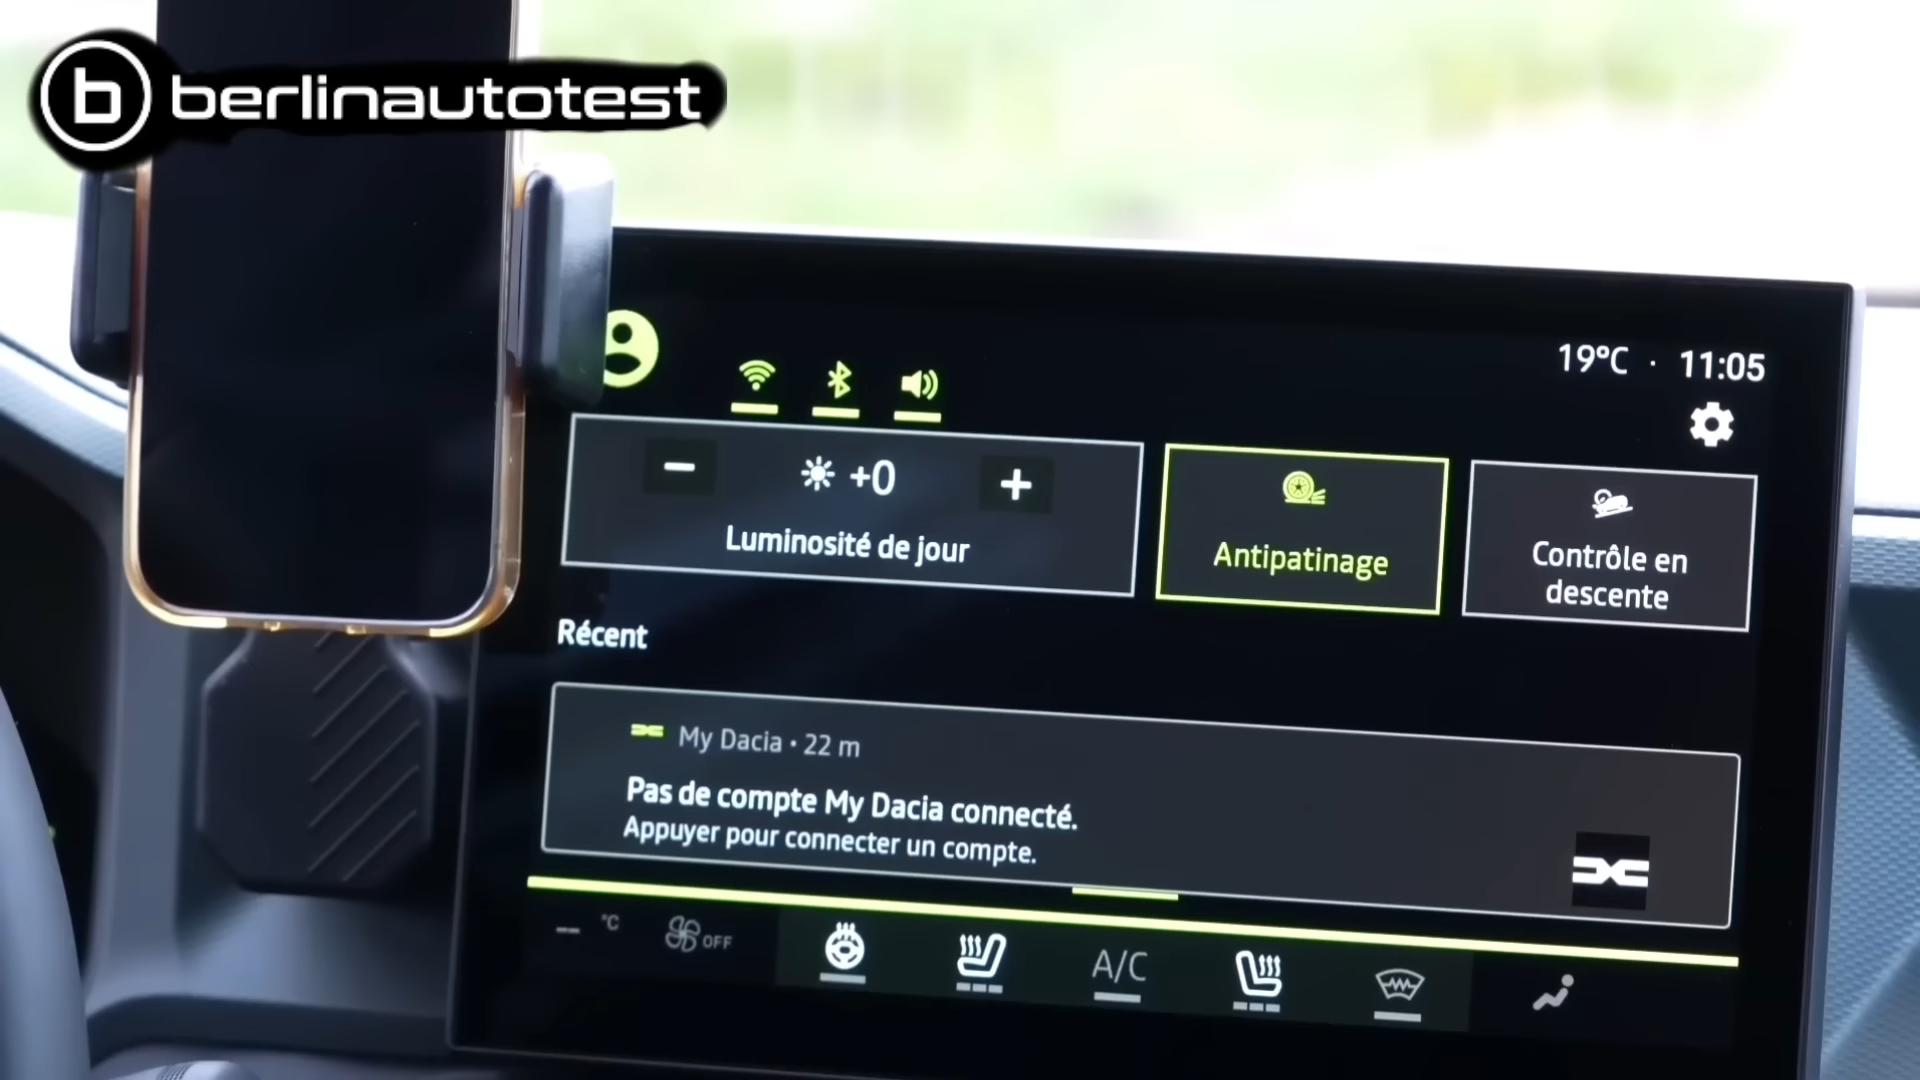 berlinautotest
19°C · 11:05
− +0 +
Luminosité de jour
Antipatinage
Contrôle en
descente
Récent
My Dacia • 22 m
Pas de compte My Dacia connecté.
Appuyer pour connecter un compte.
-- °C OFF A/C